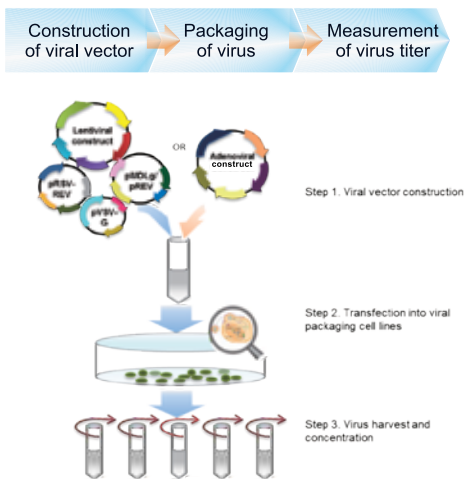 Construction
of viral vector
Packaging
of virus
Measurement
of virus titer
Lentiviral
construct
OR
Adenoviral
construct
pRSV-
REV
pMDLg/
pREV
pVSV-
G
Step 1. Viral vector construction
Step 2. Transfection into viral
packaging cell lines
Step 3. Virus harvest and
concentration